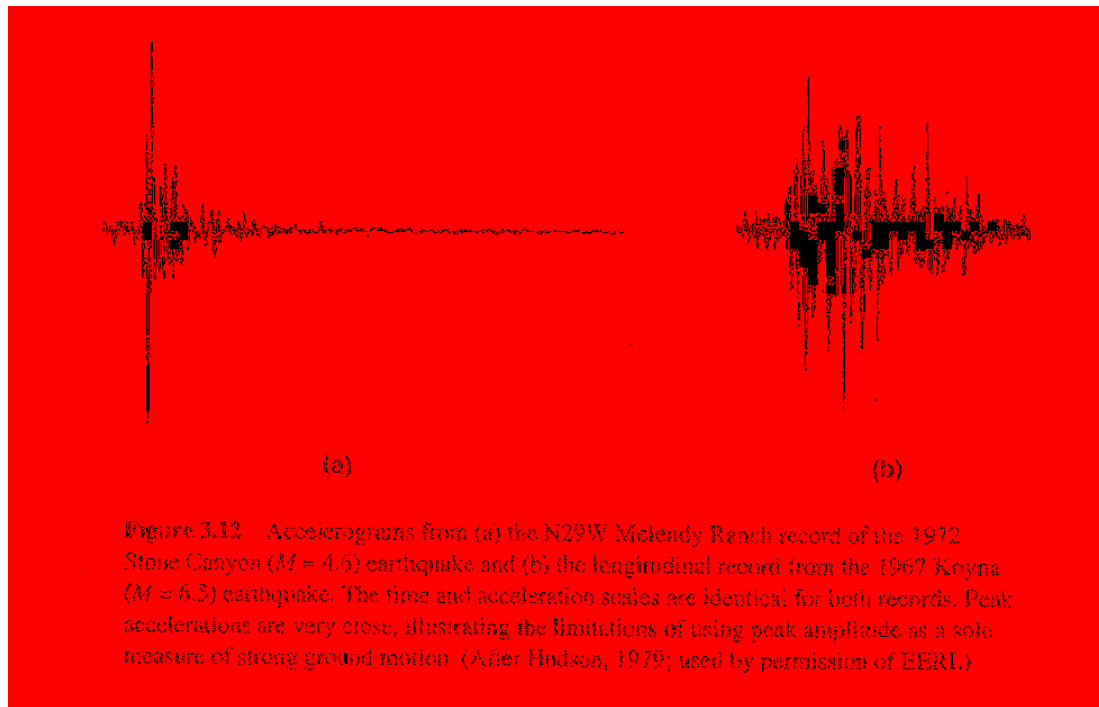 (a)
(b)
Figure 3.12 Accelerograms from (a) the N29W Melendy Ranch record of the 1972
Stone Canyon (M = 4.6) earthquake and (b) the longitudinal record from the 1967 Koyna
(M = 6.5) earthquake. The time and acceleration scales are identical for both records. Peak
accelerations are very close, illustrating the limitations of using peak amplitude as a sole
measure of strong ground motion. (After Hudson, 1979; used by permission of EERI.)